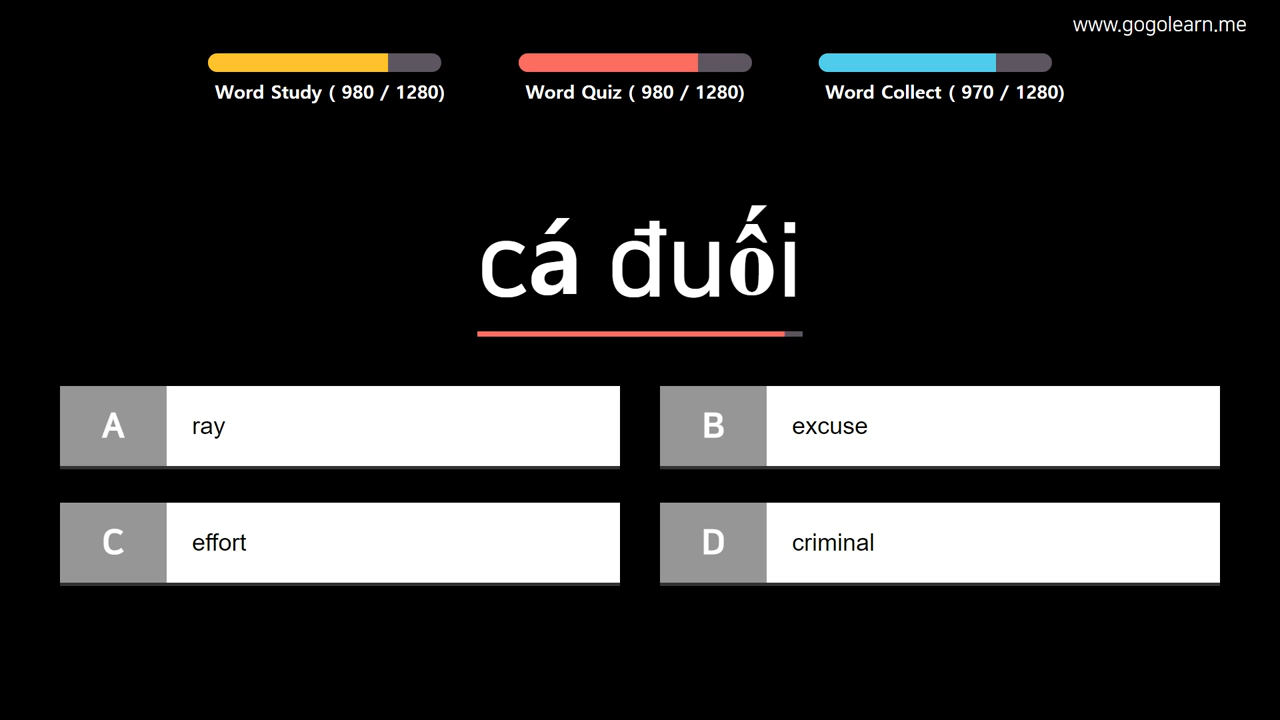 www.gogolearn.me
Word Study ( 980 / 1280)
Word Quiz ( 980 / 1280)
Word Collect ( 970 / 1280)
cá đuối
A ray
B excuse
C effort
D criminal